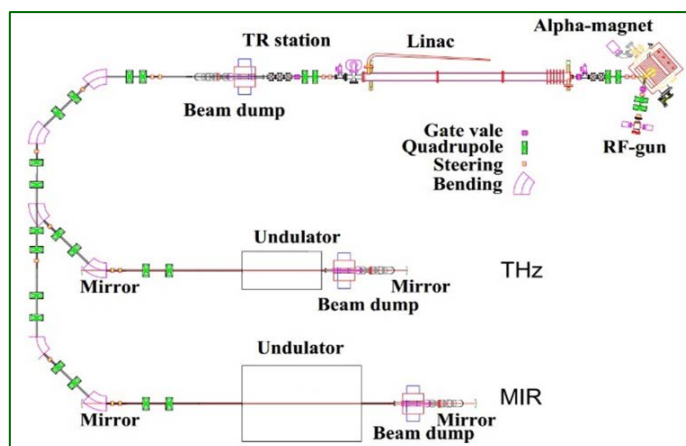 Alpha-magnet
TR station
Linac
Beam dump
Gate vale
Quadrupole
Steering
Bending
RF-gun
Undulator
THz
Mirror
Mirror
Beam dump
Undulator
MIR
Mirror
Mirror
Beam dump